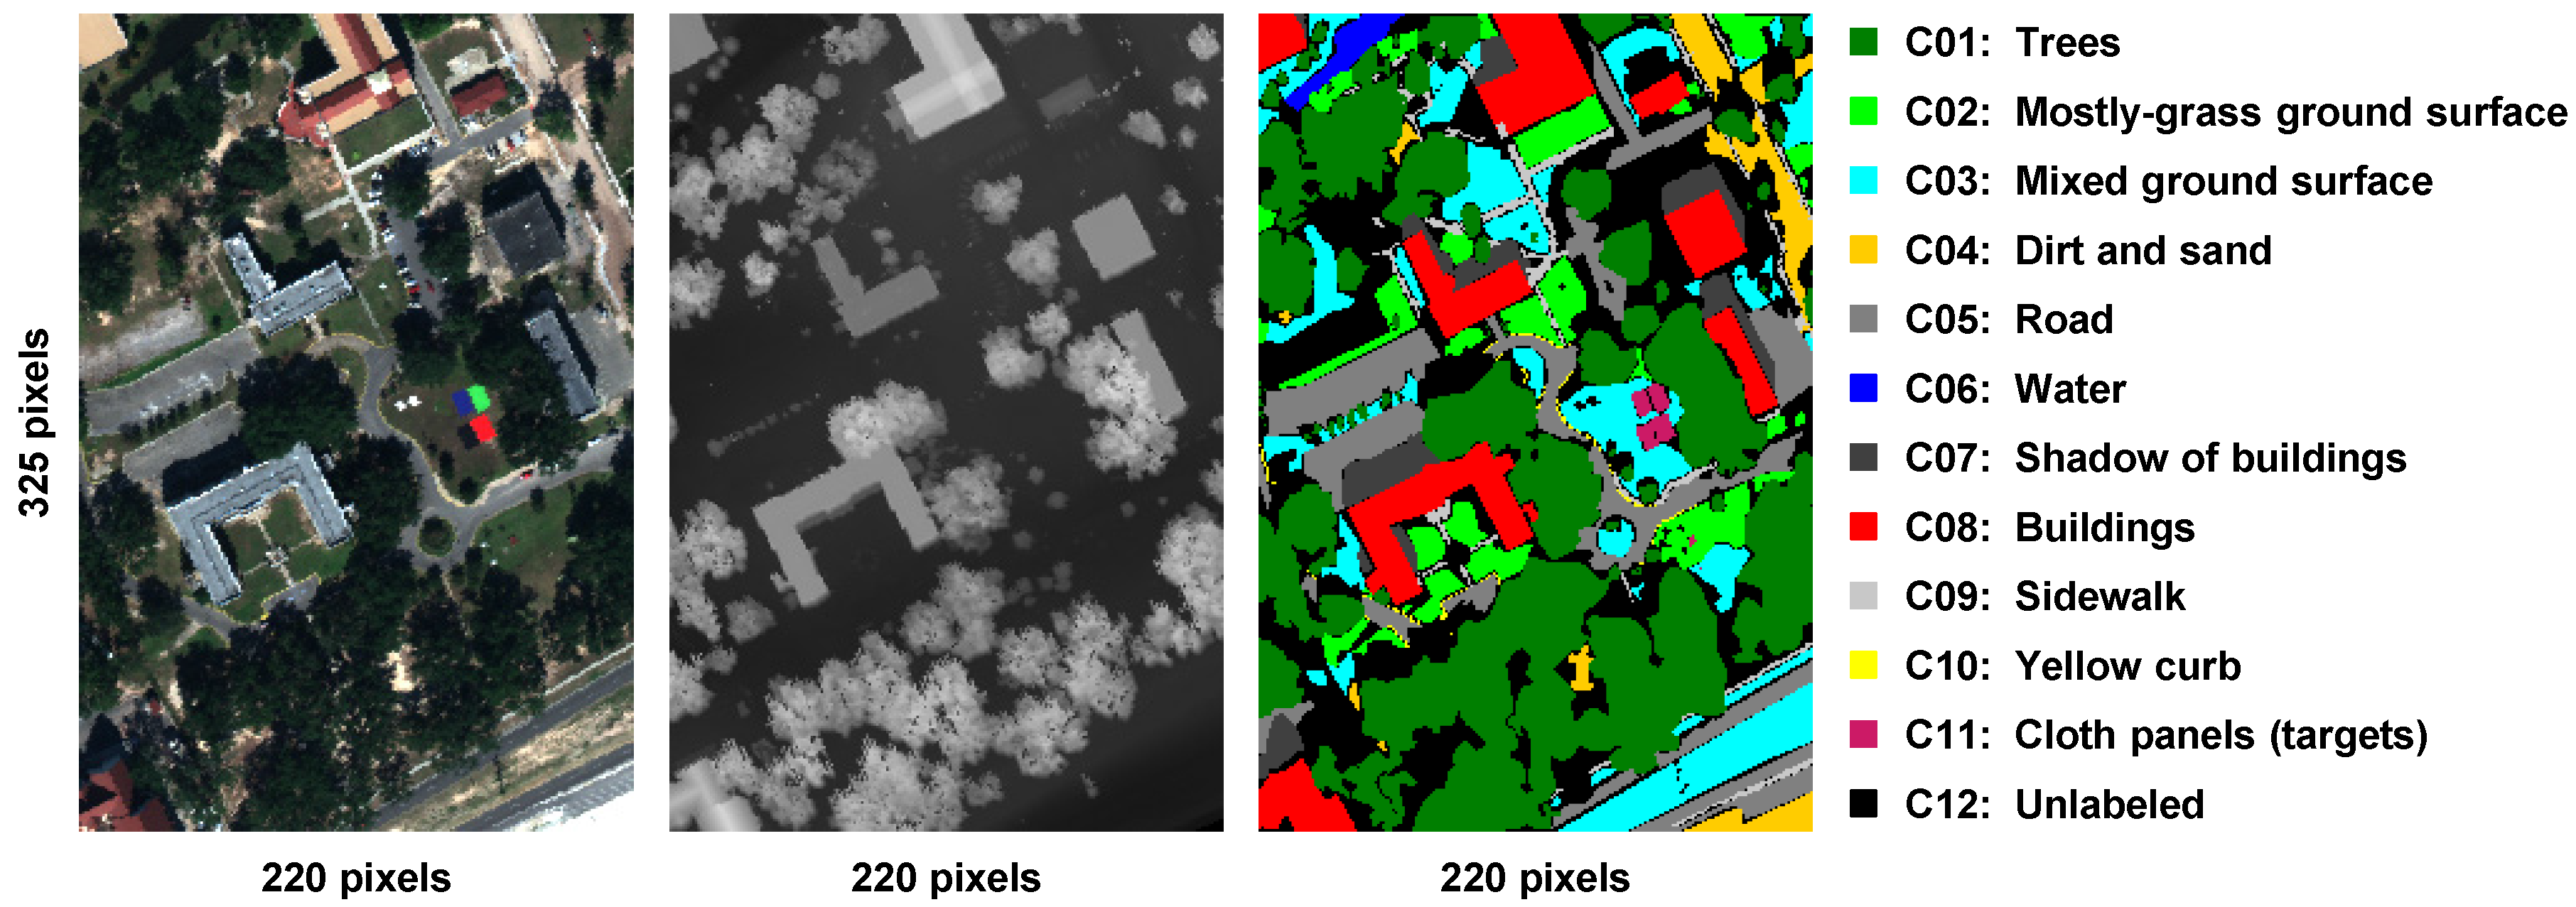 325 pixels
220 pixels
220 pixels
220 pixels
C01: Trees
C02: Mostly-grass ground surface
C03: Mixed ground surface
C04: Dirt and sand
C05: Road
C06: Water
C07: Shadow of buildings
C08: Buildings
C09: Sidewalk
C10: Yellow curb
C11: Cloth panels (targets)
C12: Unlabeled